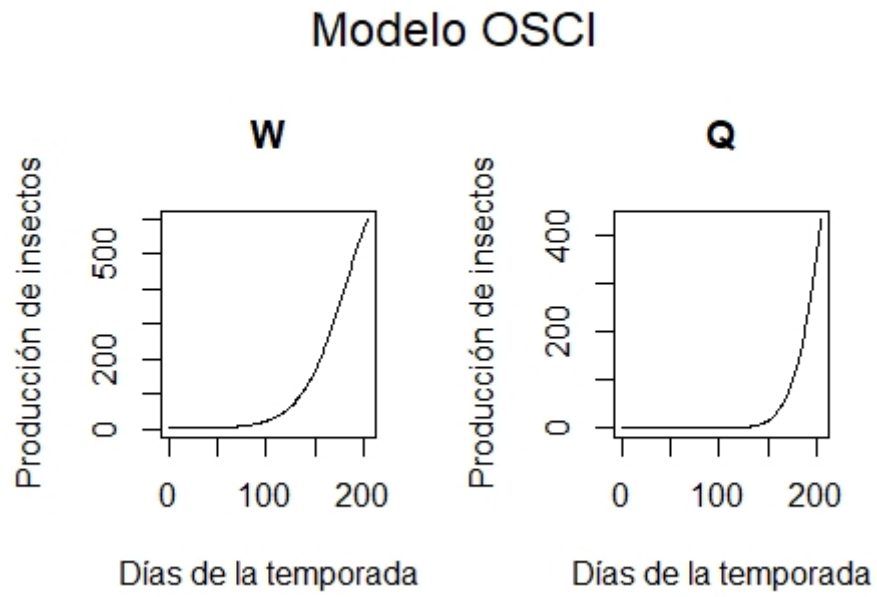 Modelo OSCI
W
Producción de insectos
500
200
0
0 100 200
Días de la temporada
Q
Producción de insectos
400
200
0
0 100 200
Días de la temporada